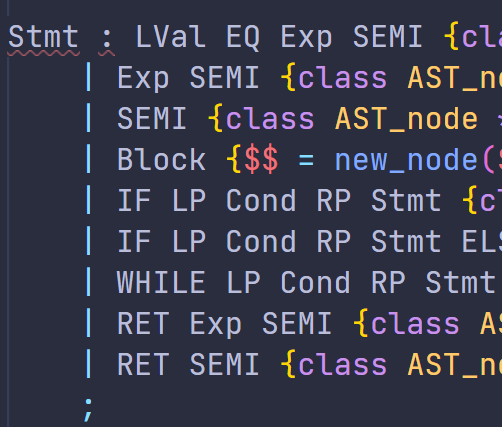 Stmt : LVal EQ Exp SEMI {cla
| Exp SEMI {class AST_no
| SEMI {class AST_node *
| Block {$$ = new_node($
| IF LP Cond RP Stmt {cl
| IF LP Cond RP Stmt ELS
| WHILE LP Cond RP Stmt
| RET Exp SEMI {class AS
| RET SEMI {class AST_no
;